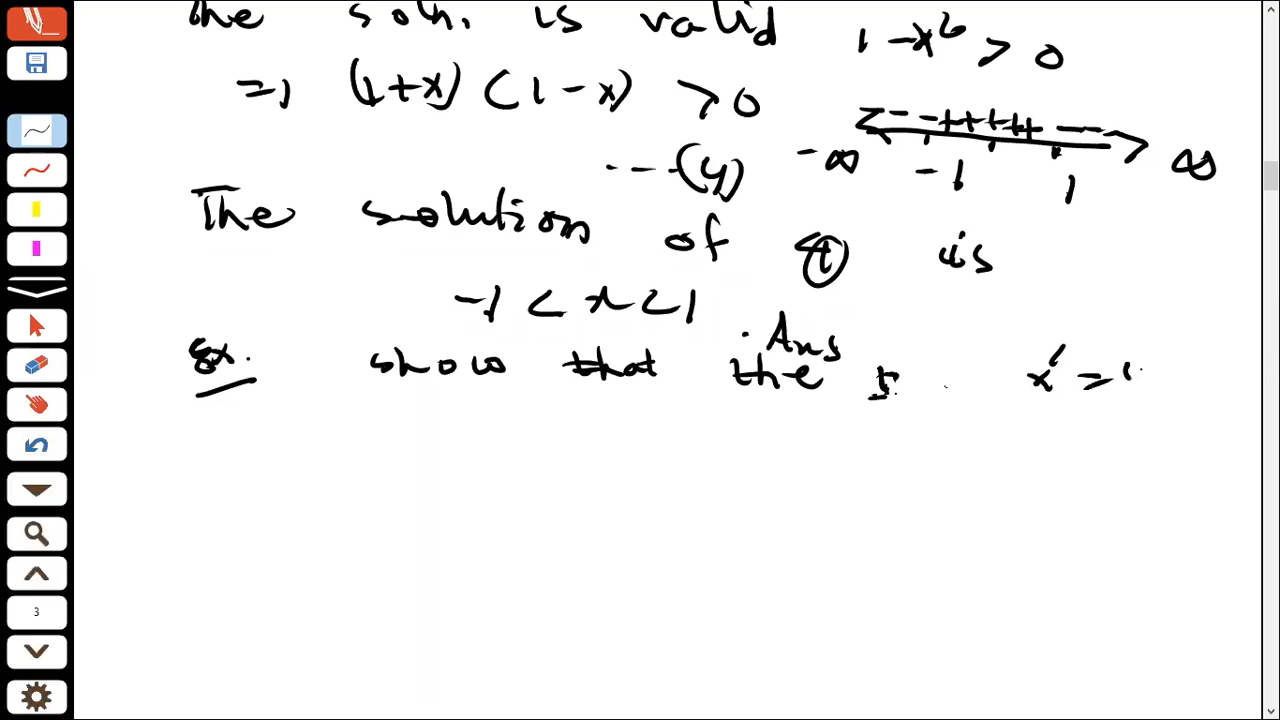 The soln. is valid 1 - x² > 0
=> (1+x) (1-x) > 0
<--++++---> 
-∞ -1 1 ∞
---(4)
The solution of (4) is
-1 < x < 1
. Ans
Ex. show that the x' =
3